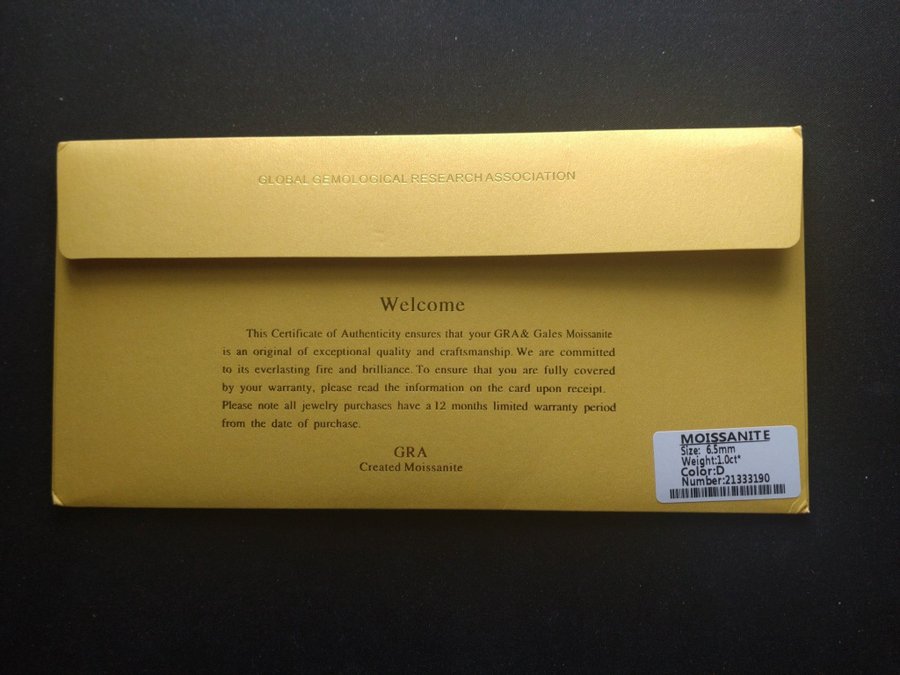 GLOBAL GEMOLOGICAL RESEARCH ASSOCIATION
Welcome
This Certificate of Authenticity ensures that your GRA& Gales Moissanite
is an original of exceptional quality and craftsmanship. We are committed
to its everlasting fire and brilliance. To ensure that you are fully covered
by your warranty, please read the information on the card upon receipt.
Please note all jewelry purchases have a 12 months limited warranty period
from the date of purchase.
GRA
Created Moissanite
MOISSANITE
Size: 6.5mm
Weight:1.0ct*
Color:D
Number:21333190